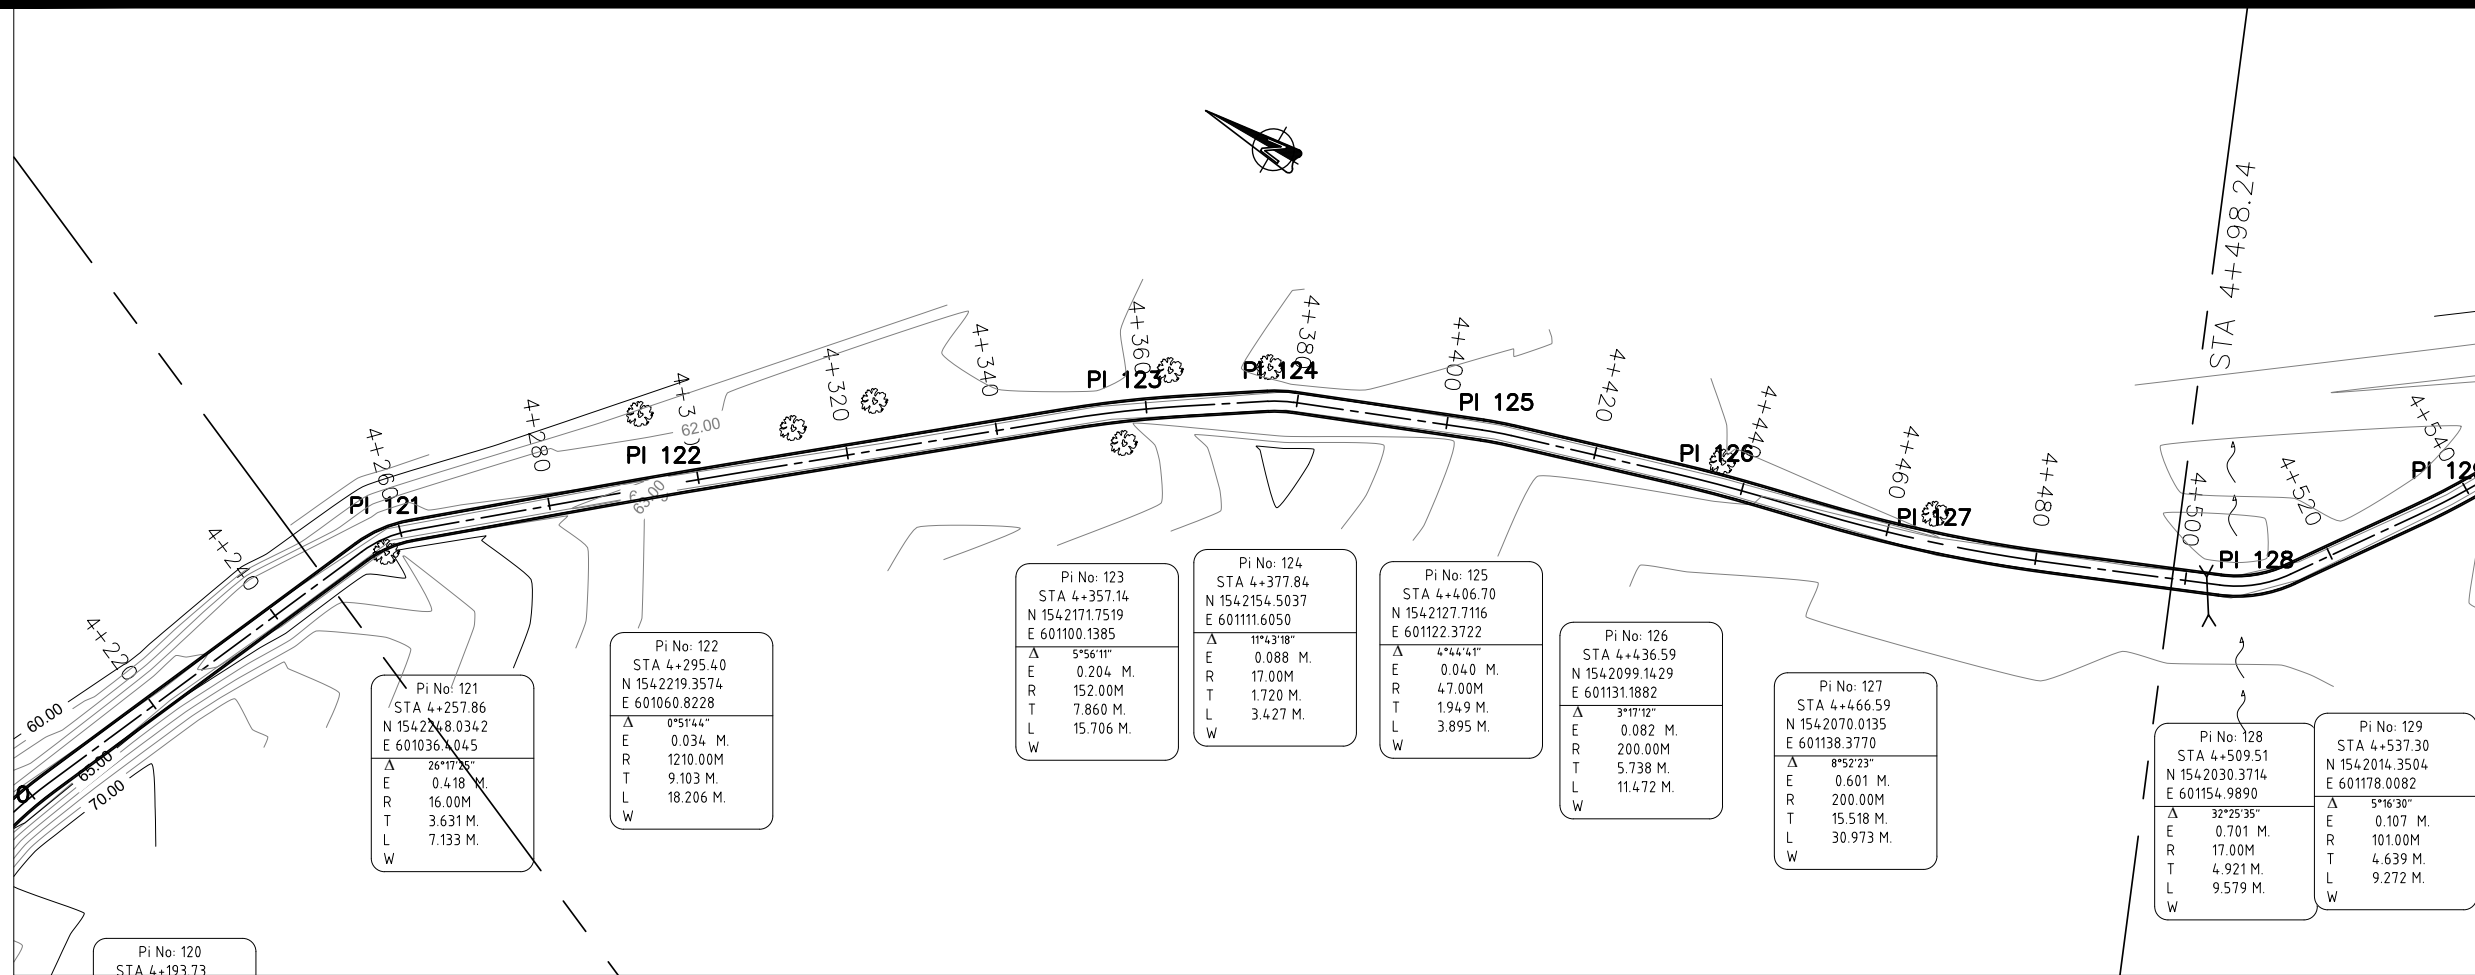 STA 4+498.24
4+220
4+240
4+260
4+280
4+320
4+340
4+360
4+380
4+400
4+420
4+440
4+460
4+480
4+500
4+520
4+540
PI 121
PI 122
PI 123
PI 124
PI 125
PI 126
PI 127
PI 128
60.00
65.00
70.00
62.00
63.00
Pi No: 120
STA 4+193.73
Pi No: 121
STA 4+257.86
N 1542248.0342
E 601036.4045
Δ 26°17'25"
E 0.418 M.
R 16.00M
T 3.631 M.
L 7.133 M.
W
Pi No: 122
STA 4+295.40
N 1542219.3574
E 601060.8228
Δ 0°51'44"
E 0.034 M.
R 1210.00M
T 9.103 M.
L 18.206 M.
W
Pi No: 123
STA 4+357.14
N 1542171.7519
E 601100.1385
Δ 5°56'11"
E 0.204 M.
R 152.00M
T 7.860 M.
L 15.706 M.
W
Pi No: 124
STA 4+377.84
N 1542154.5037
E 601111.6050
Δ 11°43'18"
E 0.088 M.
R 17.00M
T 1.720 M.
L 3.427 M.
W
Pi No: 125
STA 4+406.70
N 1542127.7116
E 601122.3722
Δ 4°44'41"
E 0.040 M.
R 47.00M
T 1.949 M.
L 3.895 M.
W
Pi No: 126
STA 4+436.59
N 1542099.1429
E 601131.1882
Δ 3°17'12"
E 0.082 M.
R 200.00M
T 5.738 M.
L 11.472 M.
W
Pi No: 127
STA 4+466.59
N 1542070.0135
E 601138.3770
Δ 8°52'23"
E 0.601 M.
R 200.00M
T 15.518 M.
L 30.973 M.
W
Pi No: 128
STA 4+509.51
N 1542030.3714
E 601154.9890
Δ 32°25'35"
E 0.701 M.
R 17.00M
T 4.921 M.
L 9.579 M.
W
Pi No: 129
STA 4+537.30
N 1542014.3504
E 601178.0082
Δ 5°16'30"
E 0.107 M.
R 101.00M
T 4.639 M.
L 9.272 M.
W